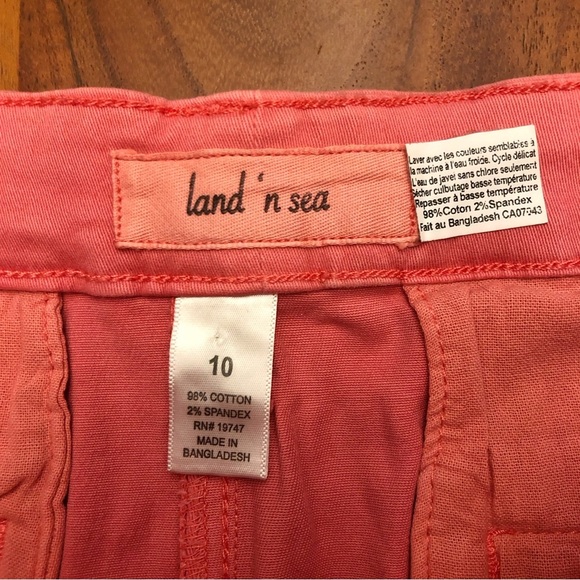 land 'n sea
Laver avec les couleurs semblables à
la machine à l'eau froide. Cycle délicat
L'eau de javel sans chlore seulement
Sécher culbutage basse température
Repasser à basse température
98%Coton 2%Spandex
Fait au Bangladesh CA07943
10
98% COTTON
2% SPANDEX
RN# 19747
MADE IN
BANGLADESH